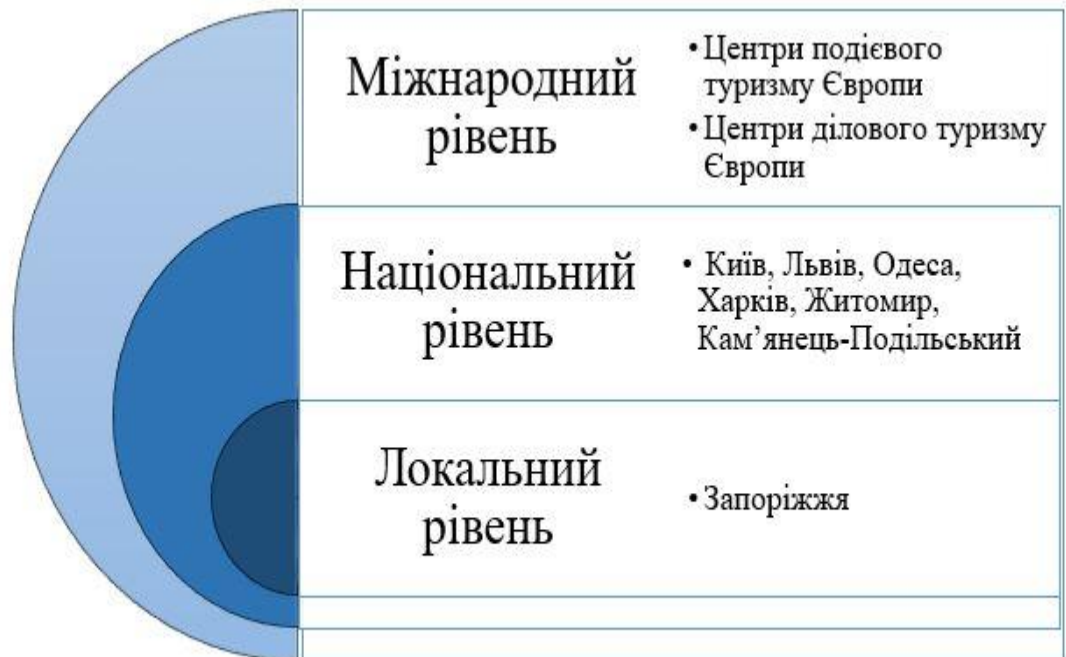 Міжнародний
рівень
• Центри подієвого
туризму Європи
• Центри ділового туризму
Європи
Національний
рівень
• Київ, Львів, Одеса,
Харків, Житомир,
Кам’янець-Подільський
Локальний
рівень
• Запоріжжя